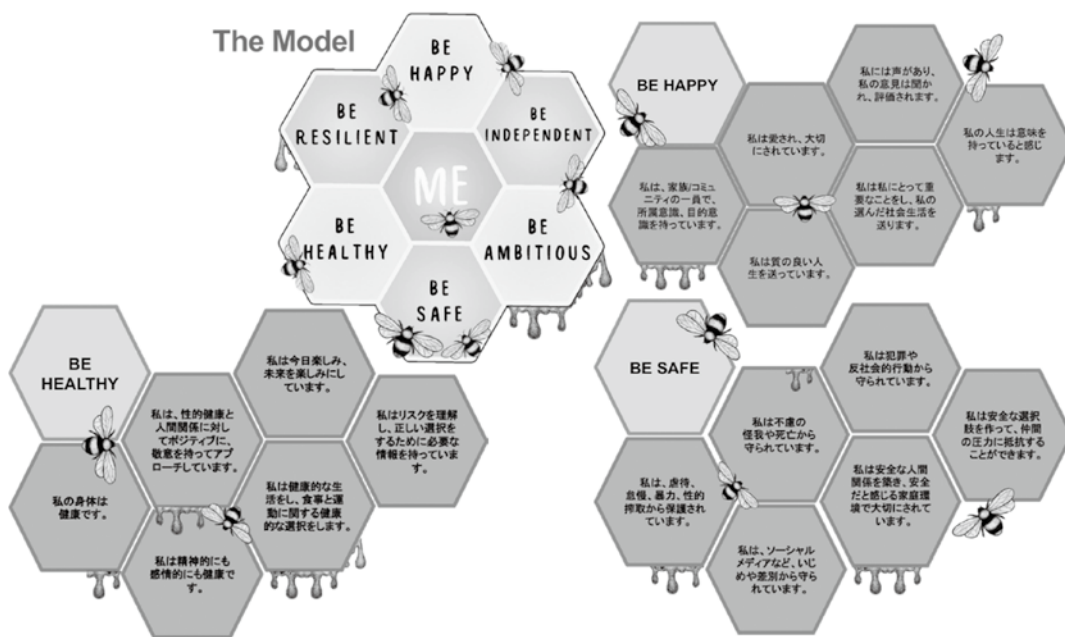 The Model
BE
HAPPY
BE
RESILIENT
BE
INDEPENDENT
ME
BE
HEALTHY
BE
AMBITIOUS
BE
SAFE
BE HAPPY
私には声があり、
私の意見は聞か
れ、評価されます。
私は愛され、大切
にされています。
私の人生は意味を
持っていると感じ
ます。
私は、家族/コミュ
ニティの一員で、
所属意識、目的意
識を持っています。
私は私にとって重
要なことをし、私の
選んだ社会生活を
送ります。
私は質の良い人
生を送っています。
BE
HEALTHY
私は今日楽しみ、
未来を楽しみにし
ています。
私は、性的健康と
人間関係に対し
てポジティブに、
敬意を持ってアプ
ローチしています。
私はリスクを理解
し、正しい選択を
するために必要な
情報を持っていま
す。
私の身体は
健康です。
私は健康的な生
活をし、食事と運
動に関する健康
的な選択をします。
私は精神的にも
感情的にも健康で
す。
BE SAFE
私は犯罪や
反社会的行動から
守られています。
私は不慮の
怪我や死亡から
守られています。
私は安全な選択
肢を作って、仲間
の圧力に抵抗する
ことができます。
私は、虐待、
怠慢、暴力、性的
搾取から保護され
ています。
私は安全な人間
関係を築き、安全
だと感じる家庭環
境で大切にされて
います。
私は、ソーシャル
メディアなど、いじ
めや差別から守ら
れています。